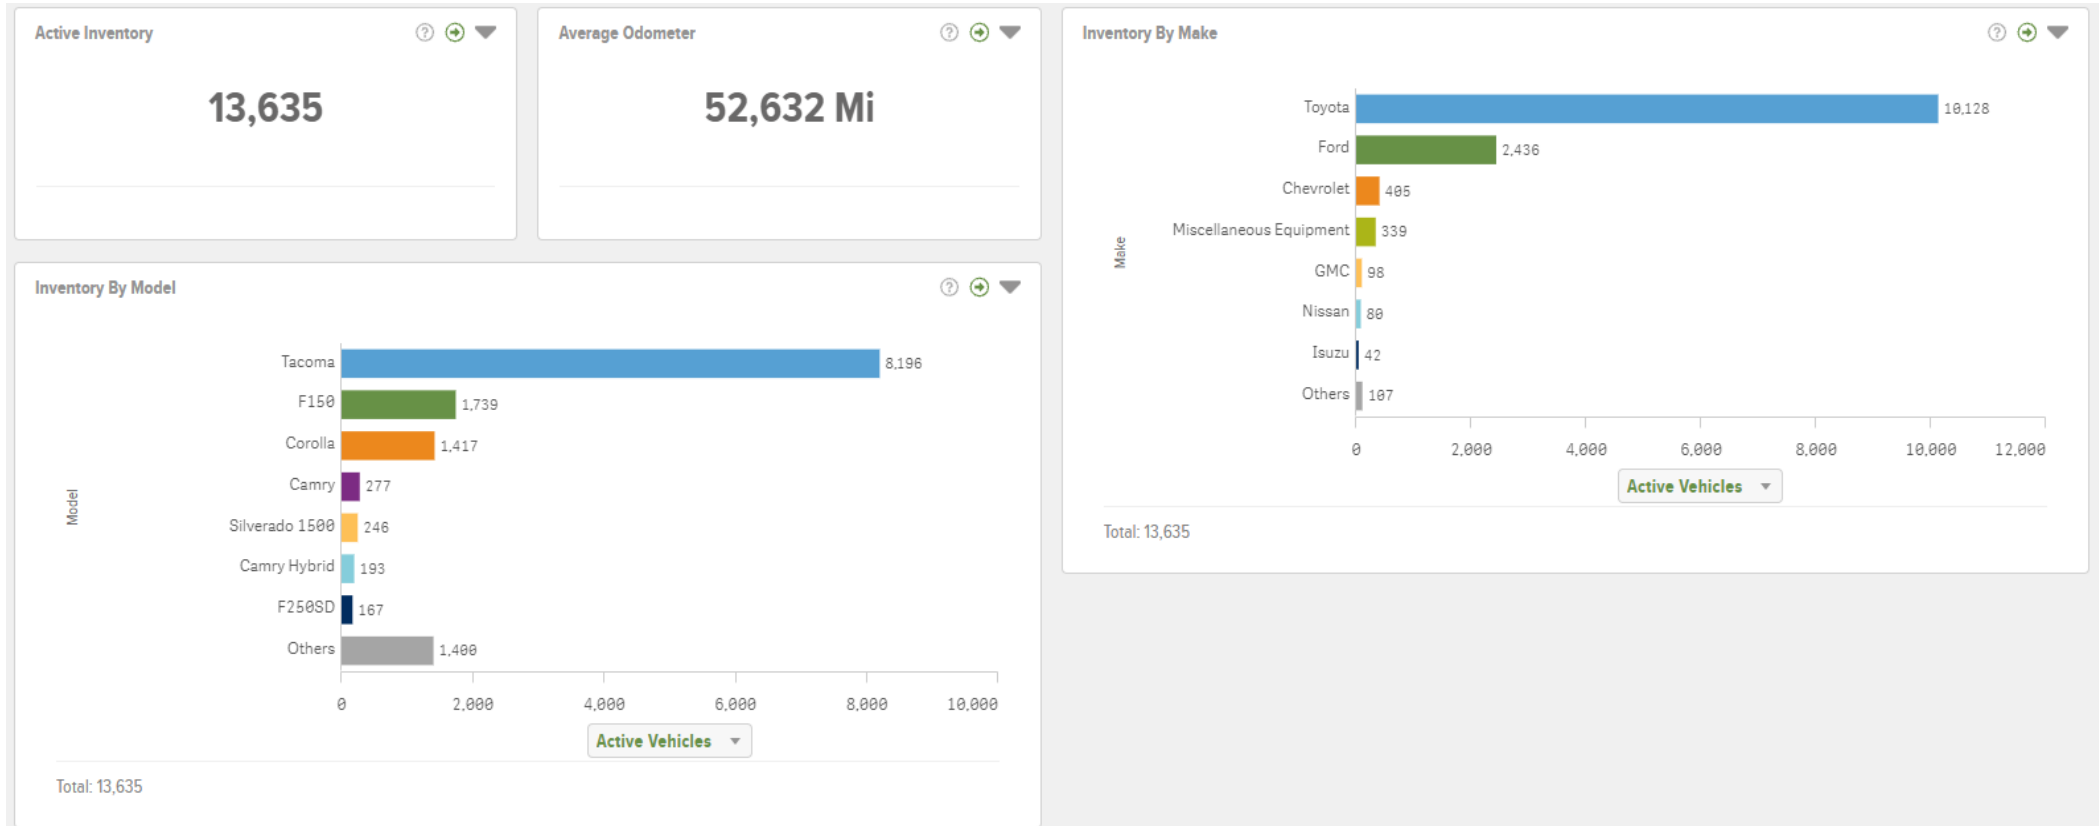 Active Inventory
13,635
Average Odometer
52,632 Mi
Inventory By Model
Model
Tacoma 8,196
F150 1,739
Corolla 1,417
Camry 277
Silverado 1500 246
Camry Hybrid 193
F250SD 167
Others 1,400
0 2,000 4,000 6,000 8,000 10,000
Active Vehicles
Total: 13,635
Inventory By Make
Make
Toyota 10,128
Ford 2,436
Chevrolet 405
Miscellaneous Equipment 339
GMC 98
Nissan 80
Isuzu 42
Others 107
0 2,000 4,000 6,000 8,000 10,000 12,000
Active Vehicles
Total: 13,635